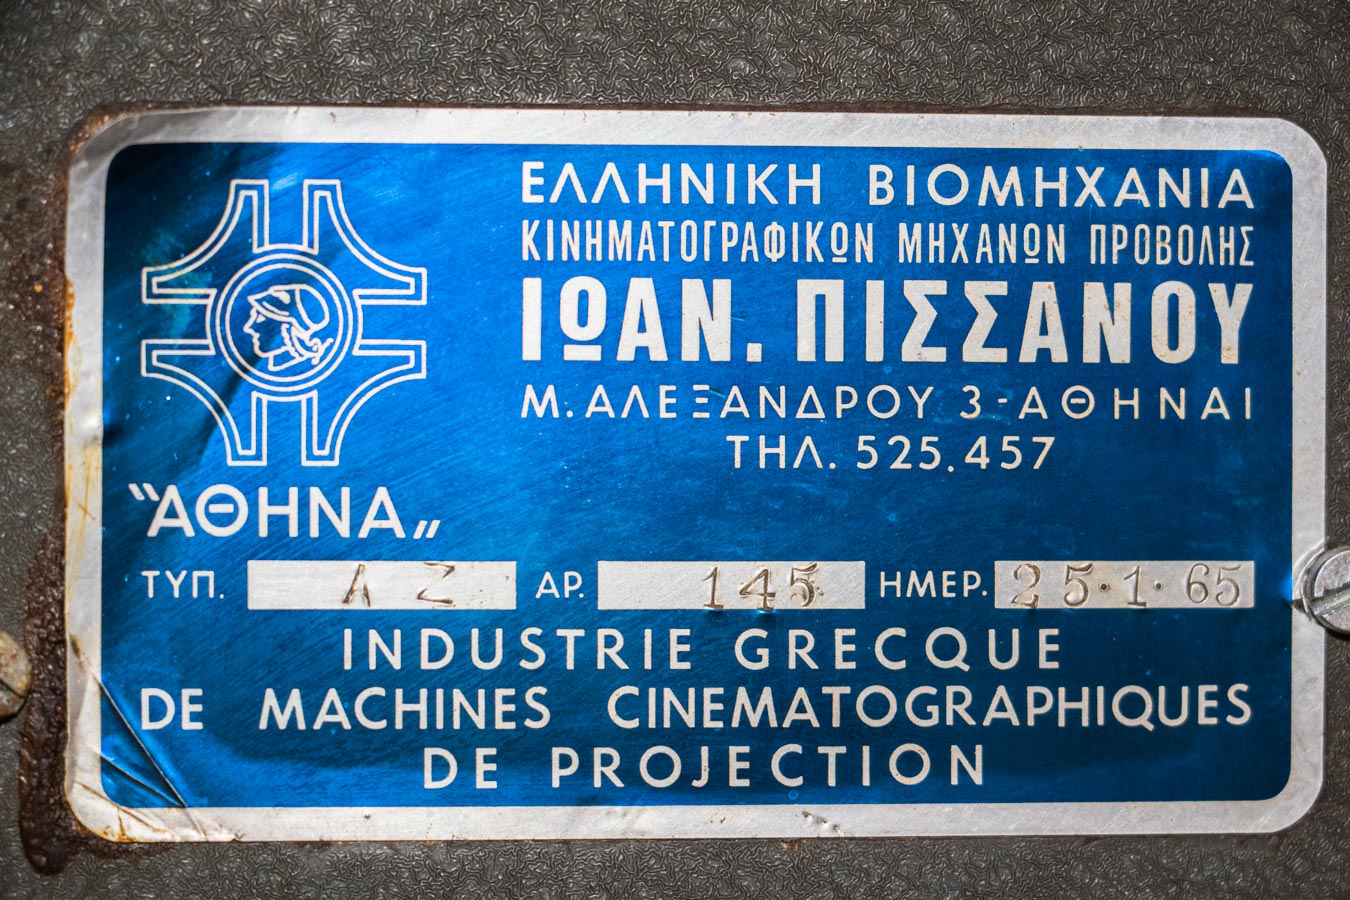 ΕΛΛΗΝΙΚΗ ΒΙΟΜΗΧΑΝΙΑ
ΚΙΝΗΜΑΤΟΓΡΑΦΙΚΩΝ ΜΗΧΑΝΩΝ ΠΡΟΒΟΛΗΣ
ΙΩΑΝ. ΠΙΣΣΑΝΟΥ
Μ. ΑΛΕΞΑΝΔΡΟΥ 3-ΑΘΗΝΑΙ
ΤΗΛ. 525.457
"ΑΘΗΝΑ„
ΤΥΠ. Λ Ζ ΑΡ. 145 ΗΜΕΡ. 25·1·65
INDUSTRIE GRECQUE
DE MACHINES CINEMATOGRAPHIQUES
DE PROJECTION